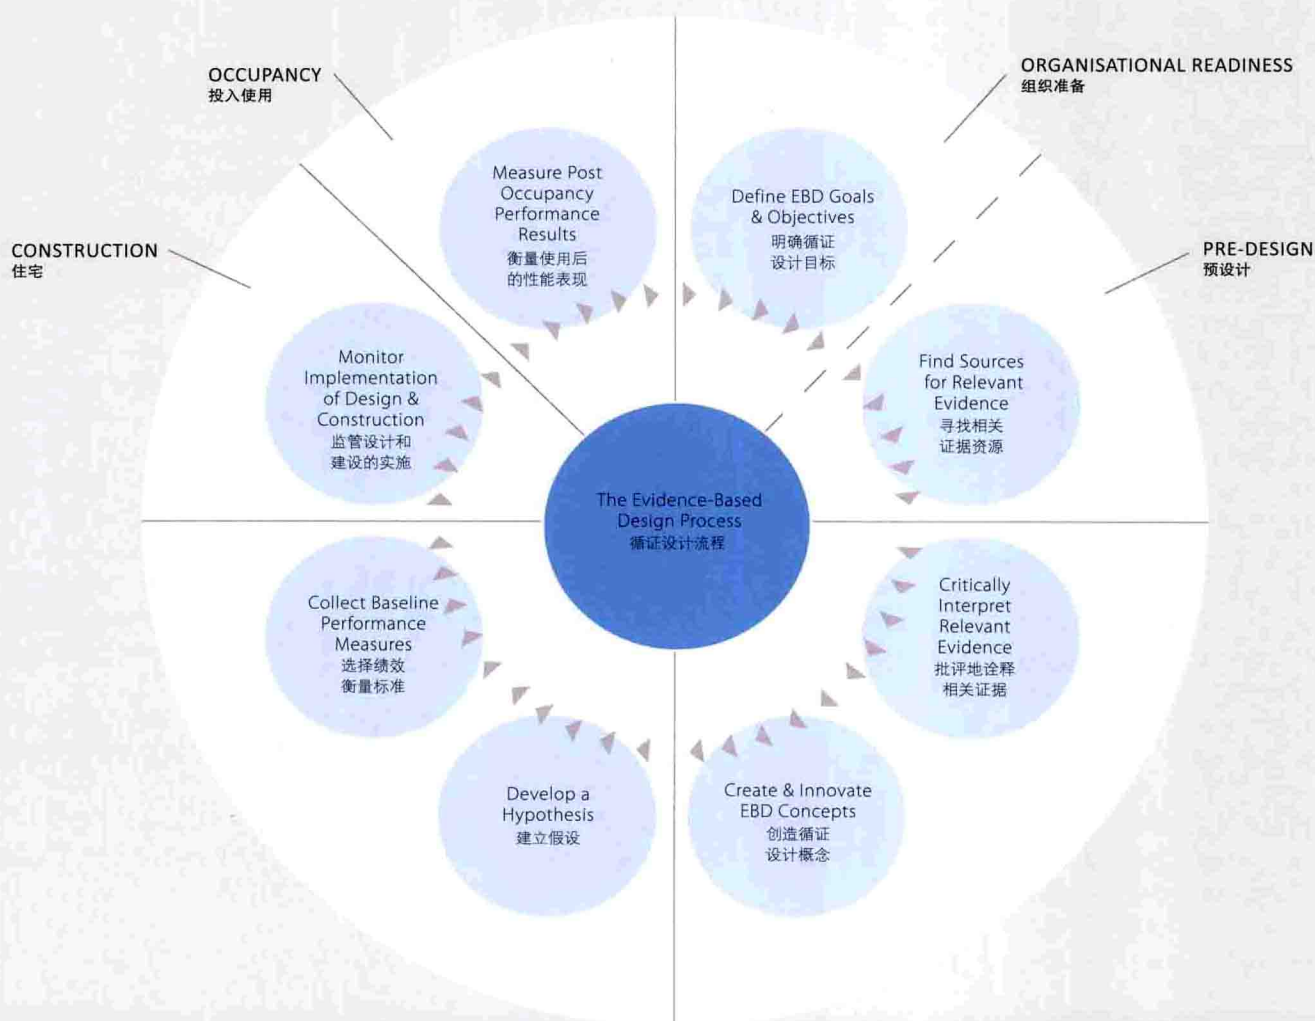 OCCUPANCY
投入使用
ORGANISATIONAL READINESS
组织准备
CONSTRUCTION
住宅
PRE-DESIGN
预设计
Measure Post
Occupancy
Performance
Results
衡量使用后
的性能表现
Define EBD Goals
& Objectives
明确循证
设计目标
Monitor
Implementation
of Design &
Construction
监管设计和
建设的实施
Find Sources
for Relevant
Evidence
寻找相关
证据资源
The Evidence-Based
Design Process
循证设计流程
Collect Baseline
Performance
Measures
选择绩效
衡量标准
Critically
Interpret
Relevant
Evidence
批评地诠释
相关证据
Develop a
Hypothesis
建立假设
Create & Innovate
EBD Concepts
创造循证
设计概念